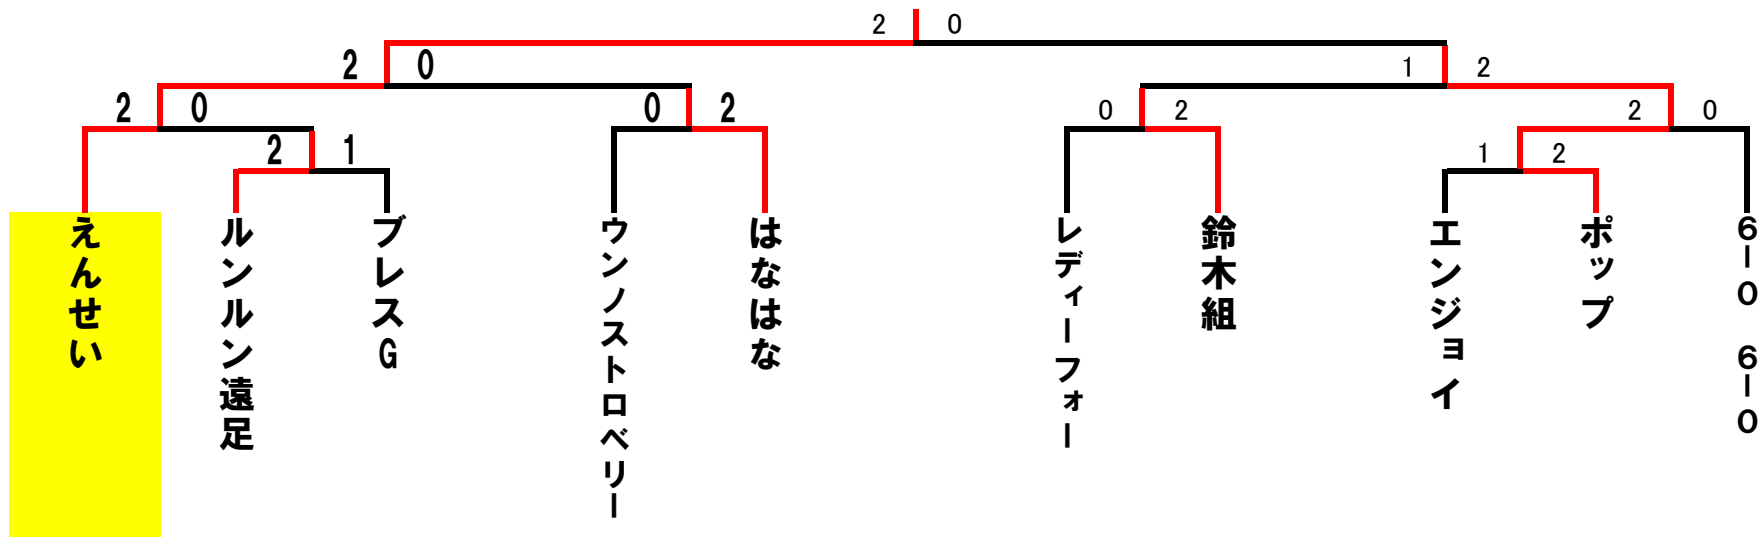 2 0
2 0 1 2
2 0 0 2 0 2 2 0
2 1 1 2
えんせい
ルンルン遠足
ブレスG
ウンノストロベリー
はなはな
レディーフォー
鈴木組
エンジョイ
ポップ
6-0 6-0